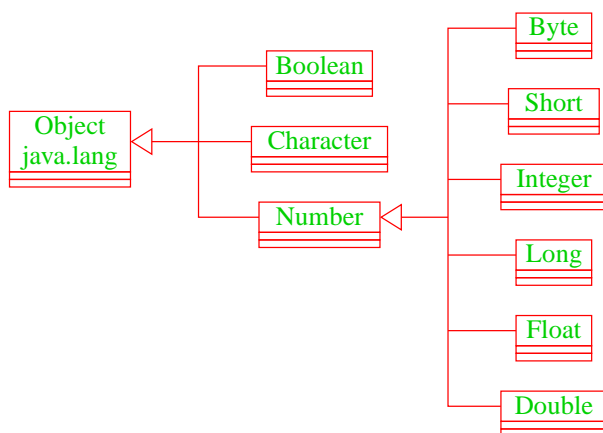 Object
java.lang
Boolean
Character
Number
Byte
Short
Integer
Long
Float
Double